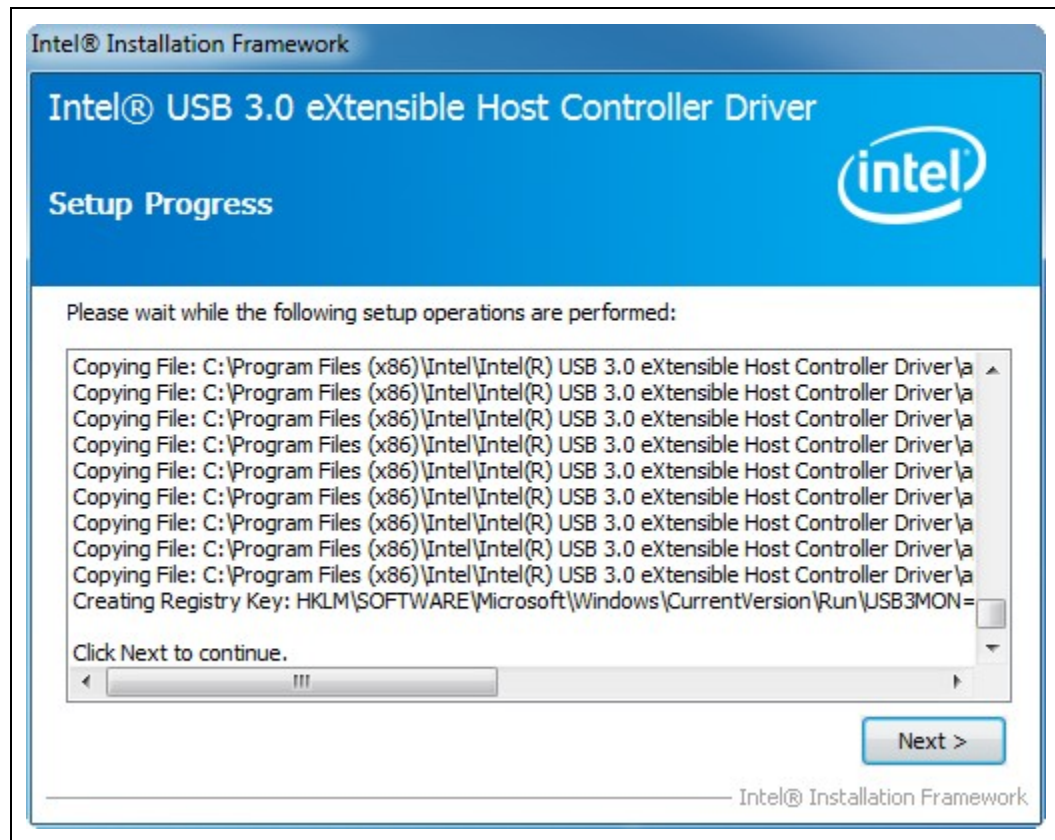 Intel® Installation Framework
Intel® USB 3.0 eXtensible Host Controller Driver
intel
Setup Progress
Please wait while the following setup operations are performed:
Copying File: C:\Program Files (x86)\Intel\Intel(R) USB 3.0 eXtensible Host Controller Driver\a
Copying File: C:\Program Files (x86)\Intel\Intel(R) USB 3.0 eXtensible Host Controller Driver\a
Copying File: C:\Program Files (x86)\Intel\Intel(R) USB 3.0 eXtensible Host Controller Driver\a
Copying File: C:\Program Files (x86)\Intel\Intel(R) USB 3.0 eXtensible Host Controller Driver\a
Copying File: C:\Program Files (x86)\Intel\Intel(R) USB 3.0 eXtensible Host Controller Driver\a
Copying File: C:\Program Files (x86)\Intel\Intel(R) USB 3.0 eXtensible Host Controller Driver\a
Copying File: C:\Program Files (x86)\Intel\Intel(R) USB 3.0 eXtensible Host Controller Driver\a
Copying File: C:\Program Files (x86)\Intel\Intel(R) USB 3.0 eXtensible Host Controller Driver\a
Copying File: C:\Program Files (x86)\Intel\Intel(R) USB 3.0 eXtensible Host Controller Driver\a
Creating Registry Key: HKLM\SOFTWARE\Microsoft\Windows\CurrentVersion\Run\USB3MON=
Click Next to continue.
Next >
Intel® Installation Framework